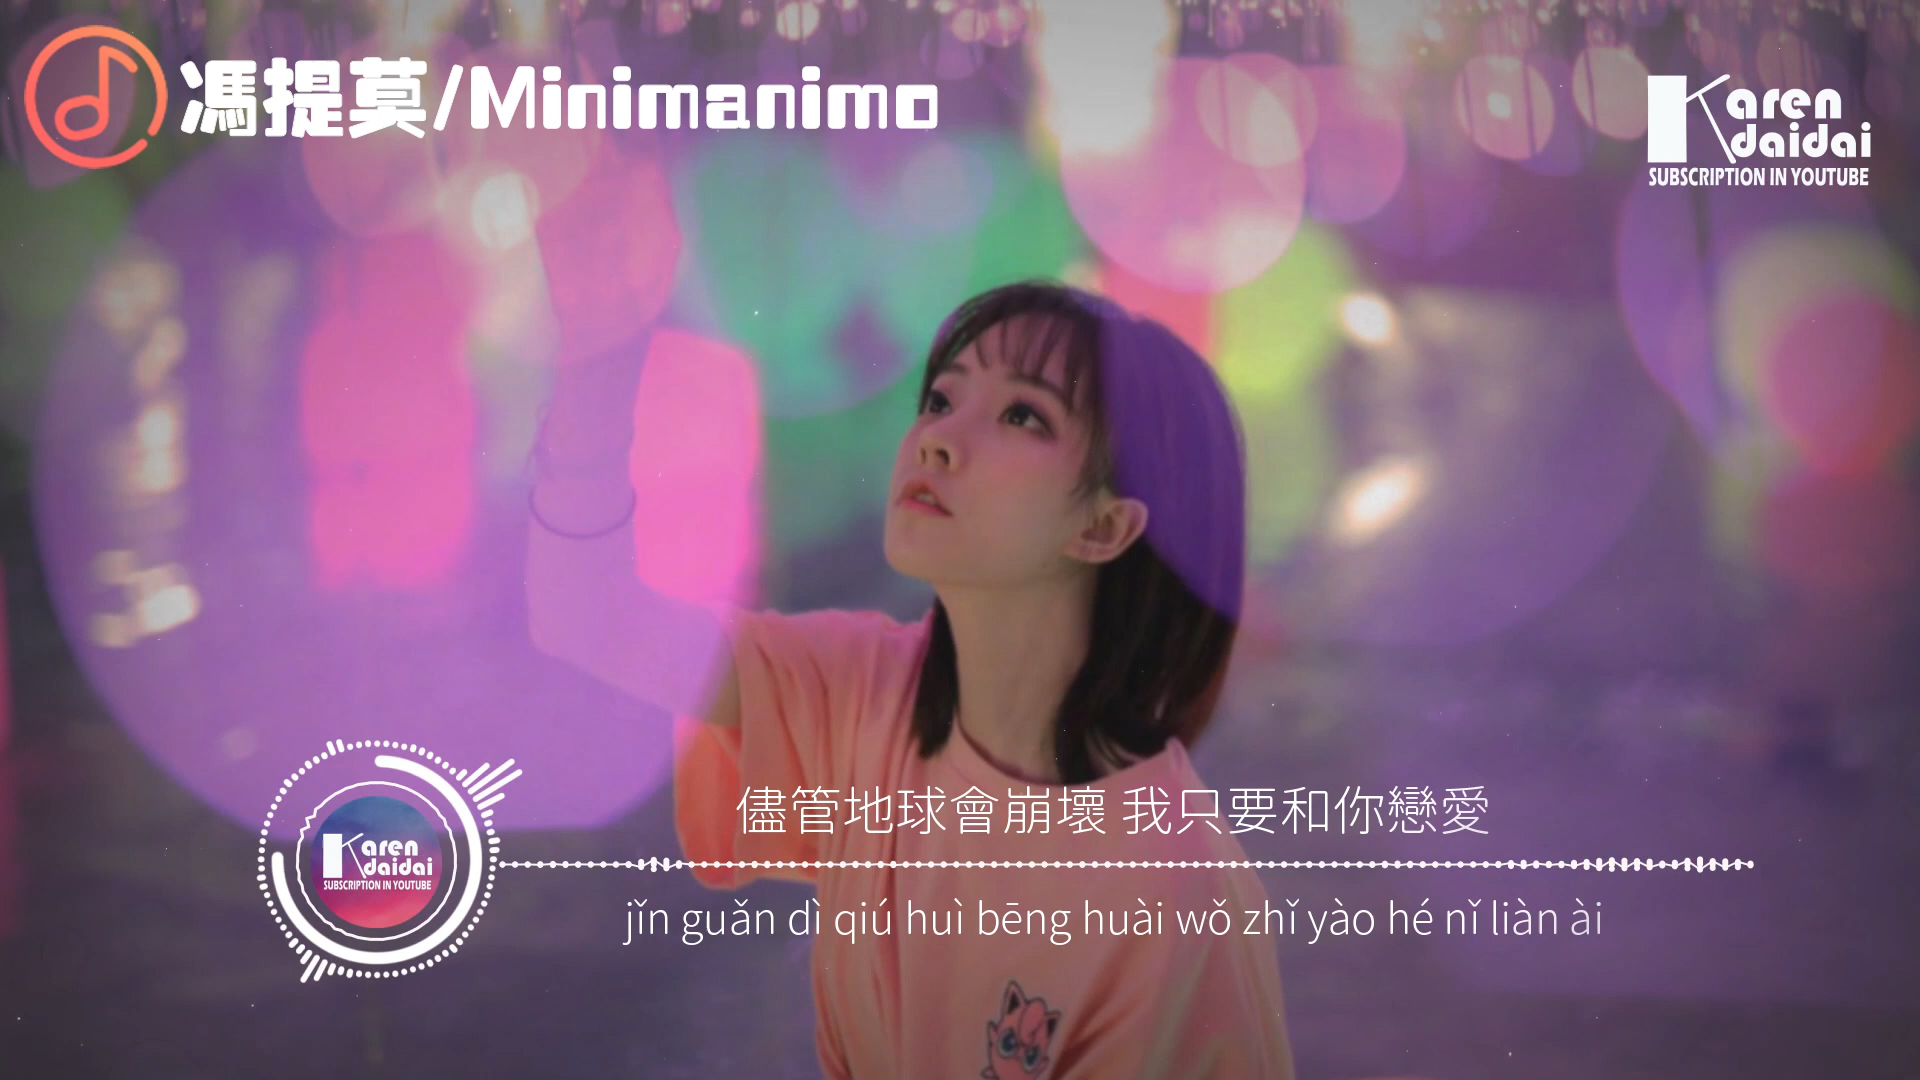 馮提莫/Minimanimo
Karen
daidai
SUBSCRIPTION IN YOUTUBE
儘管地球會崩壞 我只要和你戀愛
Karen
daidai
SUBSCRIPTION IN YOUTUBE
jǐn guǎn dì qiú huì bēng huài wǒ zhǐ yào hé nǐ liàn ài